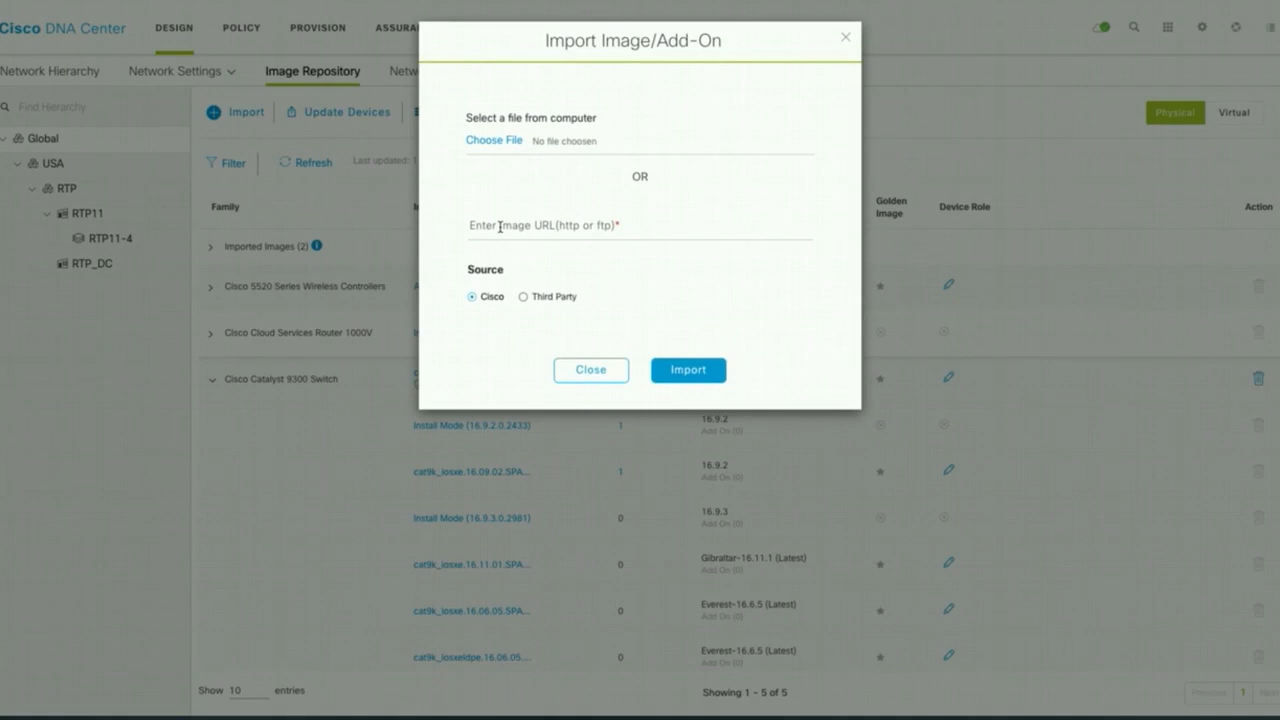 Cisco DNA Center
DESIGN
POLICY
PROVISION
Network Hierarchy
Network Settings
Image Repository
Find Hierarchy
Global
USA
RTP
RTP11
RTP11-4
RTP_DC
Import
Update Devices
Physical
Virtual
Filter
Refresh
Last updated:
Family
Golden
Image
Device Role
Action
Imported Images (2)
Cisco 5520 Series Wireless Controllers
Cisco Cloud Services Router 1000V
Cisco Catalyst 9300 Switch
Import Image/Add-On
Select a file from computer
Choose File No file choosen
OR
Enter Image URL(http or ftp)*
Source
Cisco Third Party
Close Import
Install Mode (16.9.2.0.2433) 1 16.9.2
Add On (0)
cat9k_iosxe.16.09.02.SPA... 1 16.9.2
Add On (0)
Install Mode (16.9.3.0.2981) 0 16.9.3
Add On (0)
cat9k_iosxe.16.11.01.SPA... 0 Gibraltar-16.11.1 (Latest)
Add On (0)
cat9k_iosxe.16.06.05.SPA... 0 Everest-16.6.5 (Latest)
Add On (0)
cat9k_iosxeldpe.16.06.05.... 0 Everest-16.6.5 (Latest)
Add On (0)
Show 10 entries
Showing 1 - 5 of 5
Previous 1